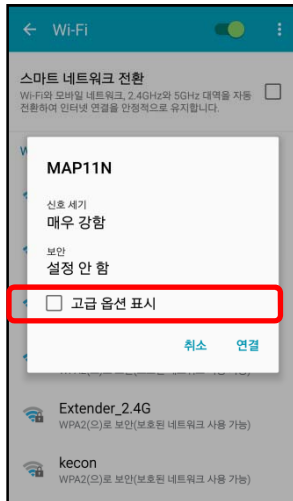 Wi-Fi
스마트 네트워크 전환
Wi-Fi와 모바일 네트워크, 2.4GHz와 5GHz 대역을 자동
전환하여 인터넷 연결을 안정적으로 유지합니다.
MAP11N
신호 세기
매우 강함
보안
설정 안 함
고급 옵션 표시
취소 연결
Extender_2.4G
WPA2(으)로 보안(보호된 네트워크 사용 가능)
kecon
WPA2(으)로 보안(보호된 네트워크 사용 가능)